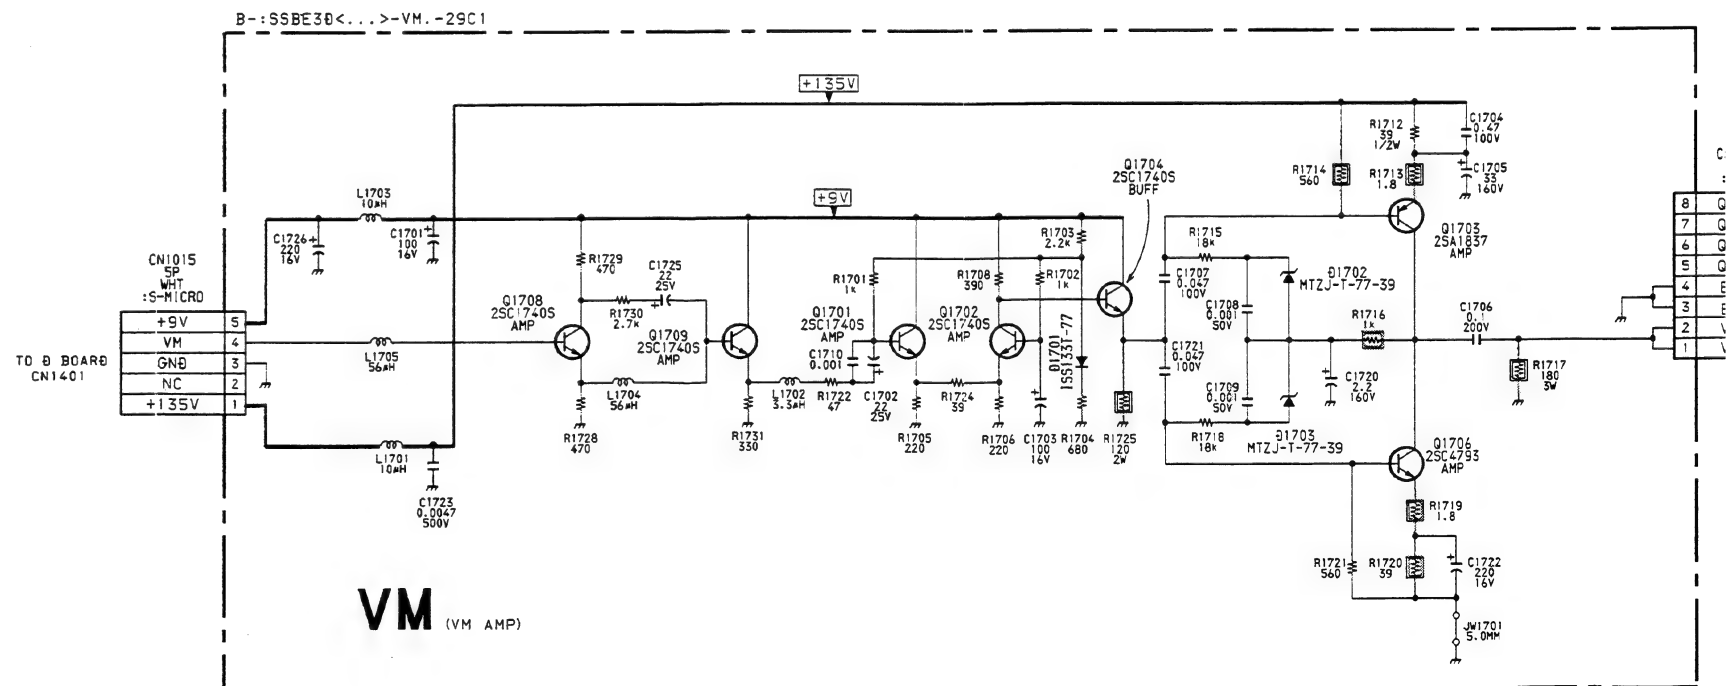 B-:SSBE3D<...>-VM.-29C1
+135V
+9V
CN1015
5P
WHT
:S-MICRO
+9V 5
VM 4
GND 3
NC 2
+135V 1
TO D BOARD
CN1401
L1703
10μH
C1726
220
16V
C1701
100
16V
L1705
56μH
L1701
10μH
C1723
0.0047
500V
R1729
470
C1725
22
25V
R1730
2.7k
Q1708
2SC1740S
AMP
Q1709
2SC1740S
AMP
L1704
56μH
R1728
470
R1731
330
L1702
3.3μH
R1722
47
C1710
0.001
C1702
22
25V
R1701
1k
Q1701
2SC1740S
AMP
R1705
220
R1724
39
R1708
390
Q1702
2SC1740S
AMP
R1706
220
R1703
2.2k
R1702
1k
C1703
100
16V
D1701
1SS133T-77
R1704
680
Q1704
2SC1740S
BUFF
R1725
120
2W
R1714
560
R1712
39
1/2W
C1704
0.47
100V
R1713
1.8
C1705
33
160V
Q1703
2SA1837
AMP
R1715
18k
C1707
0.047
100V
C1708
0.001
50V
D1702
MTZJ-T-77-39
R1716
1k
C1706
0.1
200V
C1721
0.047
100V
C1709
0.001
50V
C1720
2.2
160V
R1717
180
3W
R1718
18k
D1703
MTZJ-T-77-39
Q1706
2SC4793
AMP
R1719
1.8
R1721
560
R1720
39
C1722
220
16V
JW1701
5.0MM
8
7
6
5
4
3
2
1
VM (VM AMP)